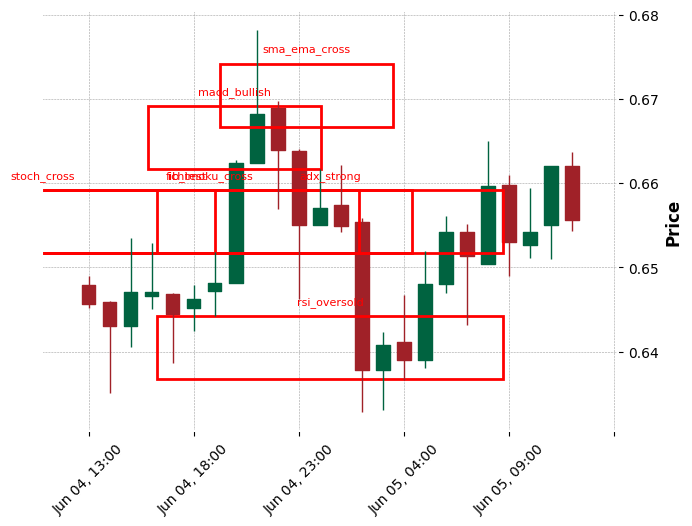 0.68
sma_ema_cross
macd_bullish
0.67
stoch_cross
adx_strong
0.66
0.65
rsi_oversold
0.64
Price
Jun 04, 13:00
Jun 04, 18:00
Jun 04, 23:00
Jun 05, 04:00
Jun 05, 09:00